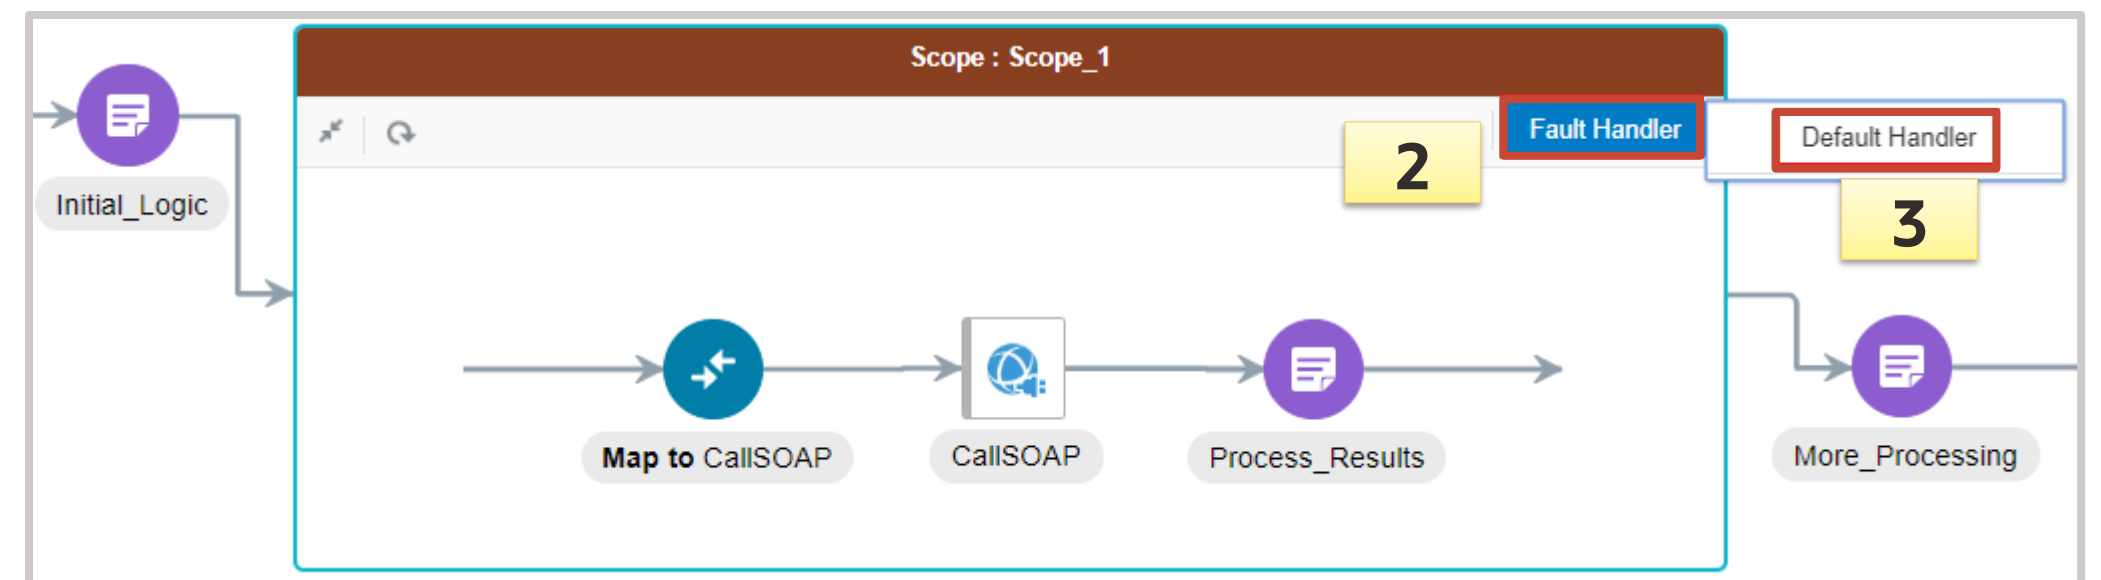 Scope : Scope_1
Fault Handler
Default Handler
2
3
Initial_Logic
Map to CallSOAP
CallSOAP
Process_Results
More_Processing